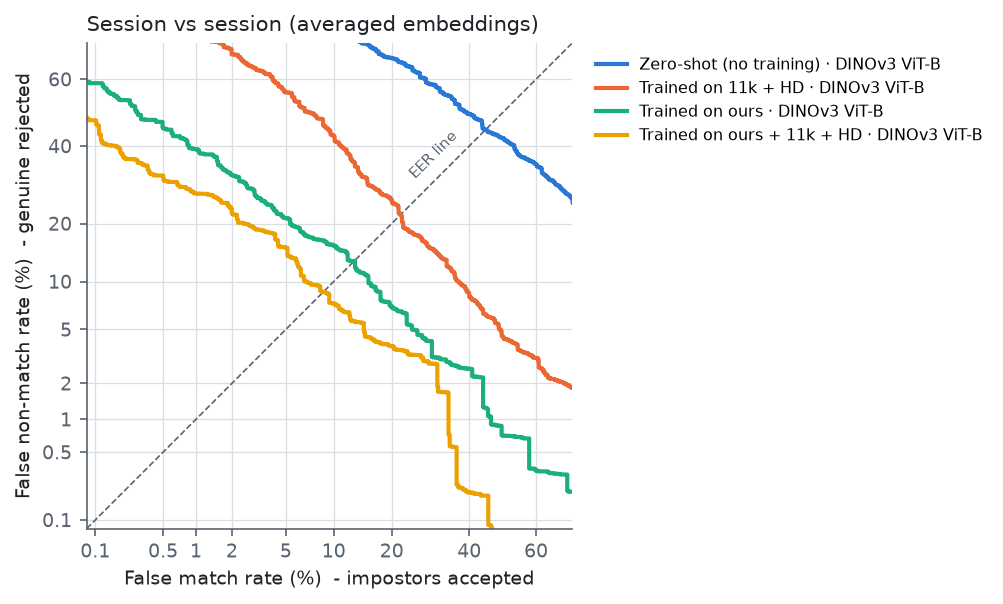 Session vs session (averaged embeddings)
Zero-shot (no training) · DINOv3 ViT-B
Trained on 11k + HD · DINOv3 ViT-B
Trained on ours · DINOv3 ViT-B
Trained on ours + 11k + HD · DINOv3 ViT-B
EER line
False non-match rate (%)  - genuine rejected
60
40
20
10
5
2
1
0.5
0.1
0.1 0.5 1 2 5 10 20 40 60
False match rate (%)  - impostors accepted